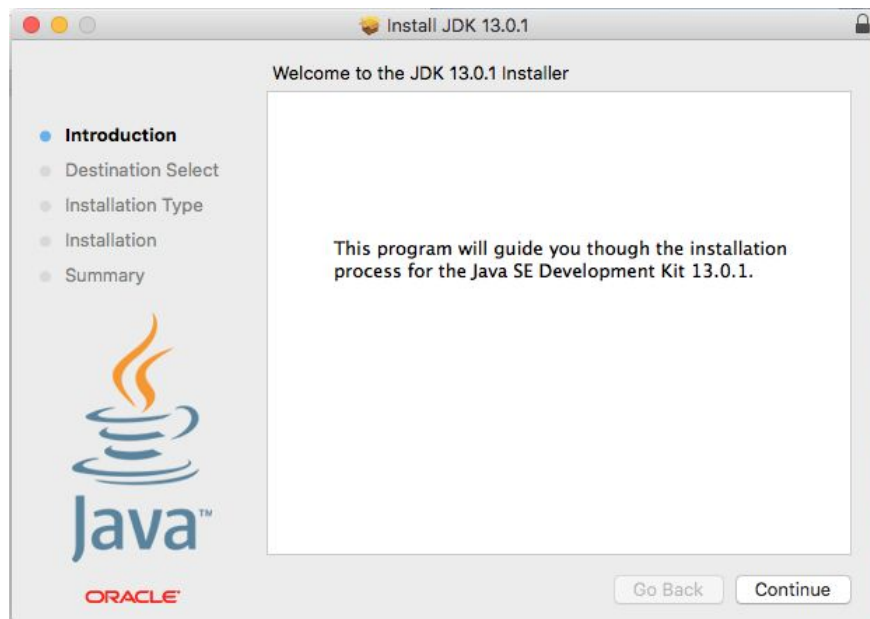 Install JDK 13.0.1
Welcome to the JDK 13.0.1 Installer
Introduction
Destination Select
Installation Type
Installation
Summary
This program will guide you though the installation
process for the Java SE Development Kit 13.0.1.
Java™
ORACLE®
Go Back
Continue